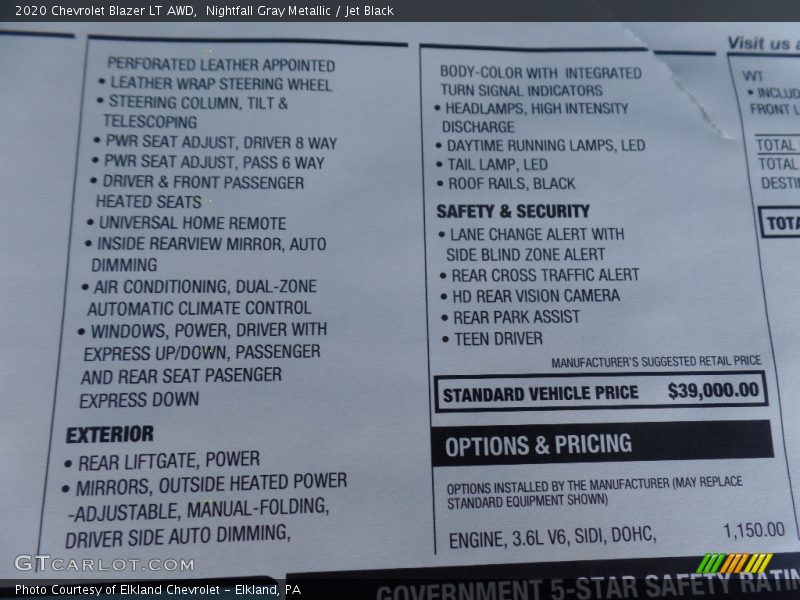 2020 Chevrolet Blazer LT AWD,  Nightfall Gray Metallic / Jet Black
PERFORATED LEATHER APPOINTED
• LEATHER WRAP STEERING WHEEL
• STEERING COLUMN, TILT &
TELESCOPING
• PWR SEAT ADJUST, DRIVER 8 WAY
• PWR SEAT ADJUST, PASS 6 WAY
• DRIVER & FRONT PASSENGER
HEATED SEATS
• UNIVERSAL HOME REMOTE
• INSIDE REARVIEW MIRROR, AUTO
DIMMING
• AIR CONDITIONING, DUAL-ZONE
AUTOMATIC CLIMATE CONTROL
• WINDOWS, POWER, DRIVER WITH
EXPRESS UP/DOWN, PASSENGER
AND REAR SEAT PASENGER
EXPRESS DOWN
EXTERIOR
• REAR LIFTGATE, POWER
• MIRRORS, OUTSIDE HEATED POWER
-ADJUSTABLE, MANUAL-FOLDING,
DRIVER SIDE AUTO DIMMING,
BODY-COLOR WITH INTEGRATED
TURN SIGNAL INDICATORS
• HEADLAMPS, HIGH INTENSITY
DISCHARGE
• DAYTIME RUNNING LAMPS, LED
• TAIL LAMP, LED
• ROOF RAILS, BLACK
SAFETY & SECURITY
• LANE CHANGE ALERT WITH
SIDE BLIND ZONE ALERT
• REAR CROSS TRAFFIC ALERT
• HD REAR VISION CAMERA
• REAR PARK ASSIST
• TEEN DRIVER
MANUFACTURER'S SUGGESTED RETAIL PRICE
STANDARD VEHICLE PRICE $39,000.00
OPTIONS & PRICING
OPTIONS INSTALLED BY THE MANUFACTURER (MAY REPLACE
STANDARD EQUIPMENT SHOWN)
ENGINE, 3.6L V6, SIDI, DOHC, 1,150.00
GOVERNMENT 5-STAR SAFETY RATIN
Visit us a
VVT
• INCLUD
FRONT L
TOTAL
TOTAL
DESTI
TOTA
GTCARLOT.COM
Photo Courtesy of Elkland Chevrolet - Elkland, PA